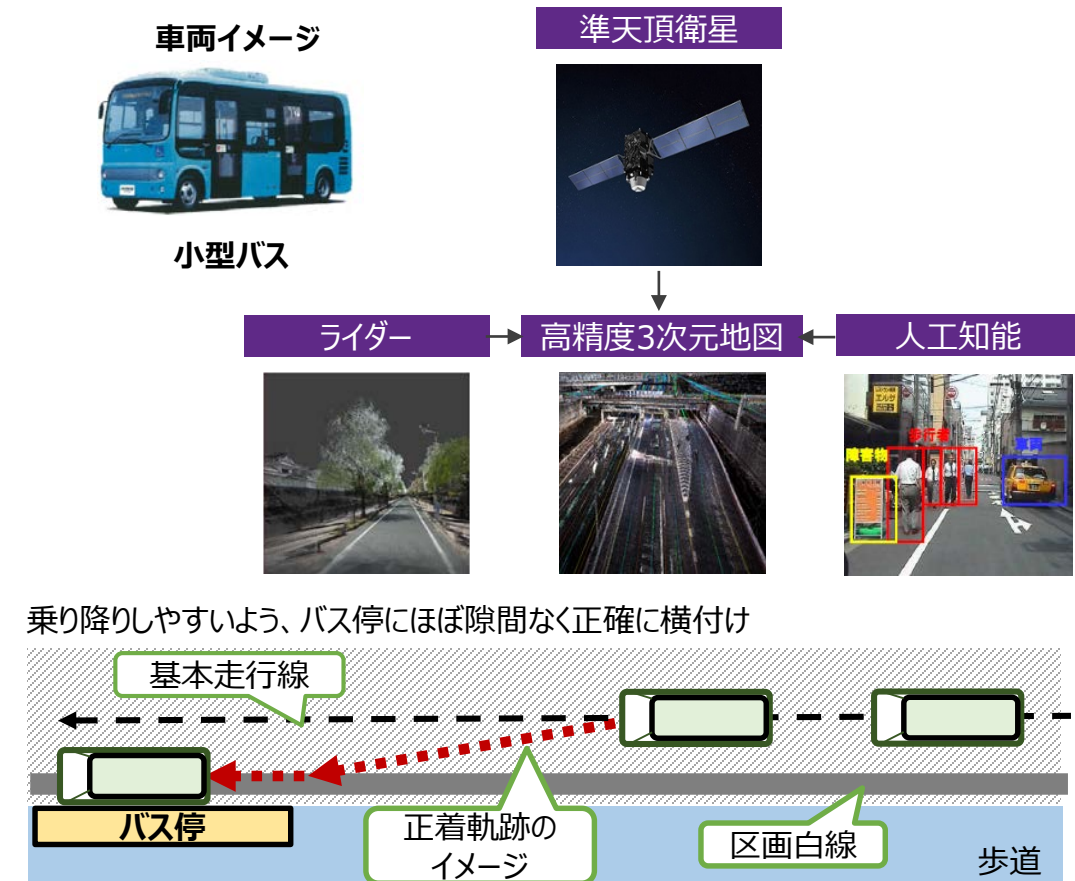 車両イメージ
小型バス
準天頂衛星
ライダー
高精度3次元地図
人工知能
障害物
歩行者
車両
乗り降りしやすいよう、バス停にほぼ隙間なく正確に横付け
基本走行線
バス停
正着軌跡の
イメージ
区画白線
歩道